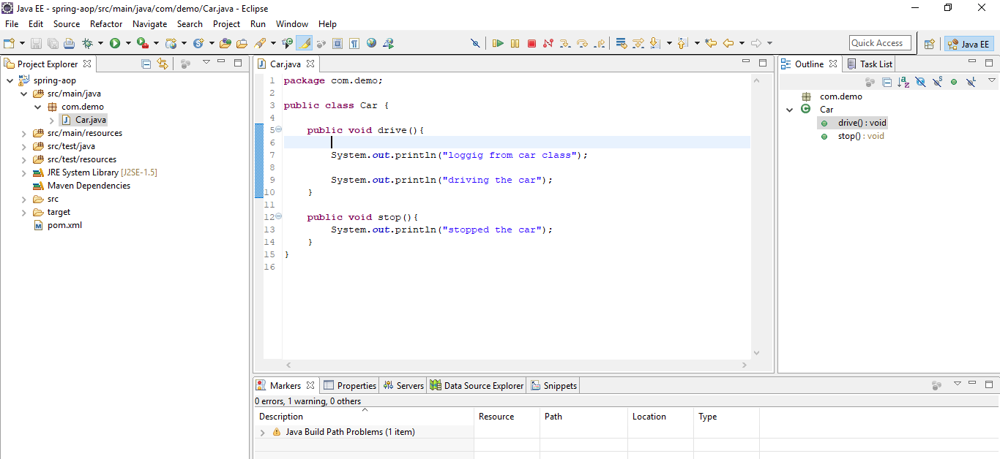 Java EE - spring-aop/src/main/java/com/demo/Car.java - Eclipse
File Edit Source Refactor Navigate Search Project Run Window Help
Quick Access
Java EE
Project Explorer
spring-aop
src/main/java
com.demo
Car.java
src/main/resources
src/test/java
src/test/resources
JRE System Library [J2SE-1.5]
Maven Dependencies
src
target
pom.xml
Car.java
1 package com.demo;
2
3 public class Car {
4
5 public void drive(){
6
7 System.out.println("loggig from car class");
8
9 System.out.println("driving the car");
10 }
11
12 public void stop(){
13 System.out.println("stopped the car");
14 }
15 }
16
Outline Task List
com.demo
Car
drive() : void
stop() : void
Markers Properties Servers Data Source Explorer Snippets
0 errors, 1 warning, 0 others
Description Resource Path Location Type
Java Build Path Problems (1 item)